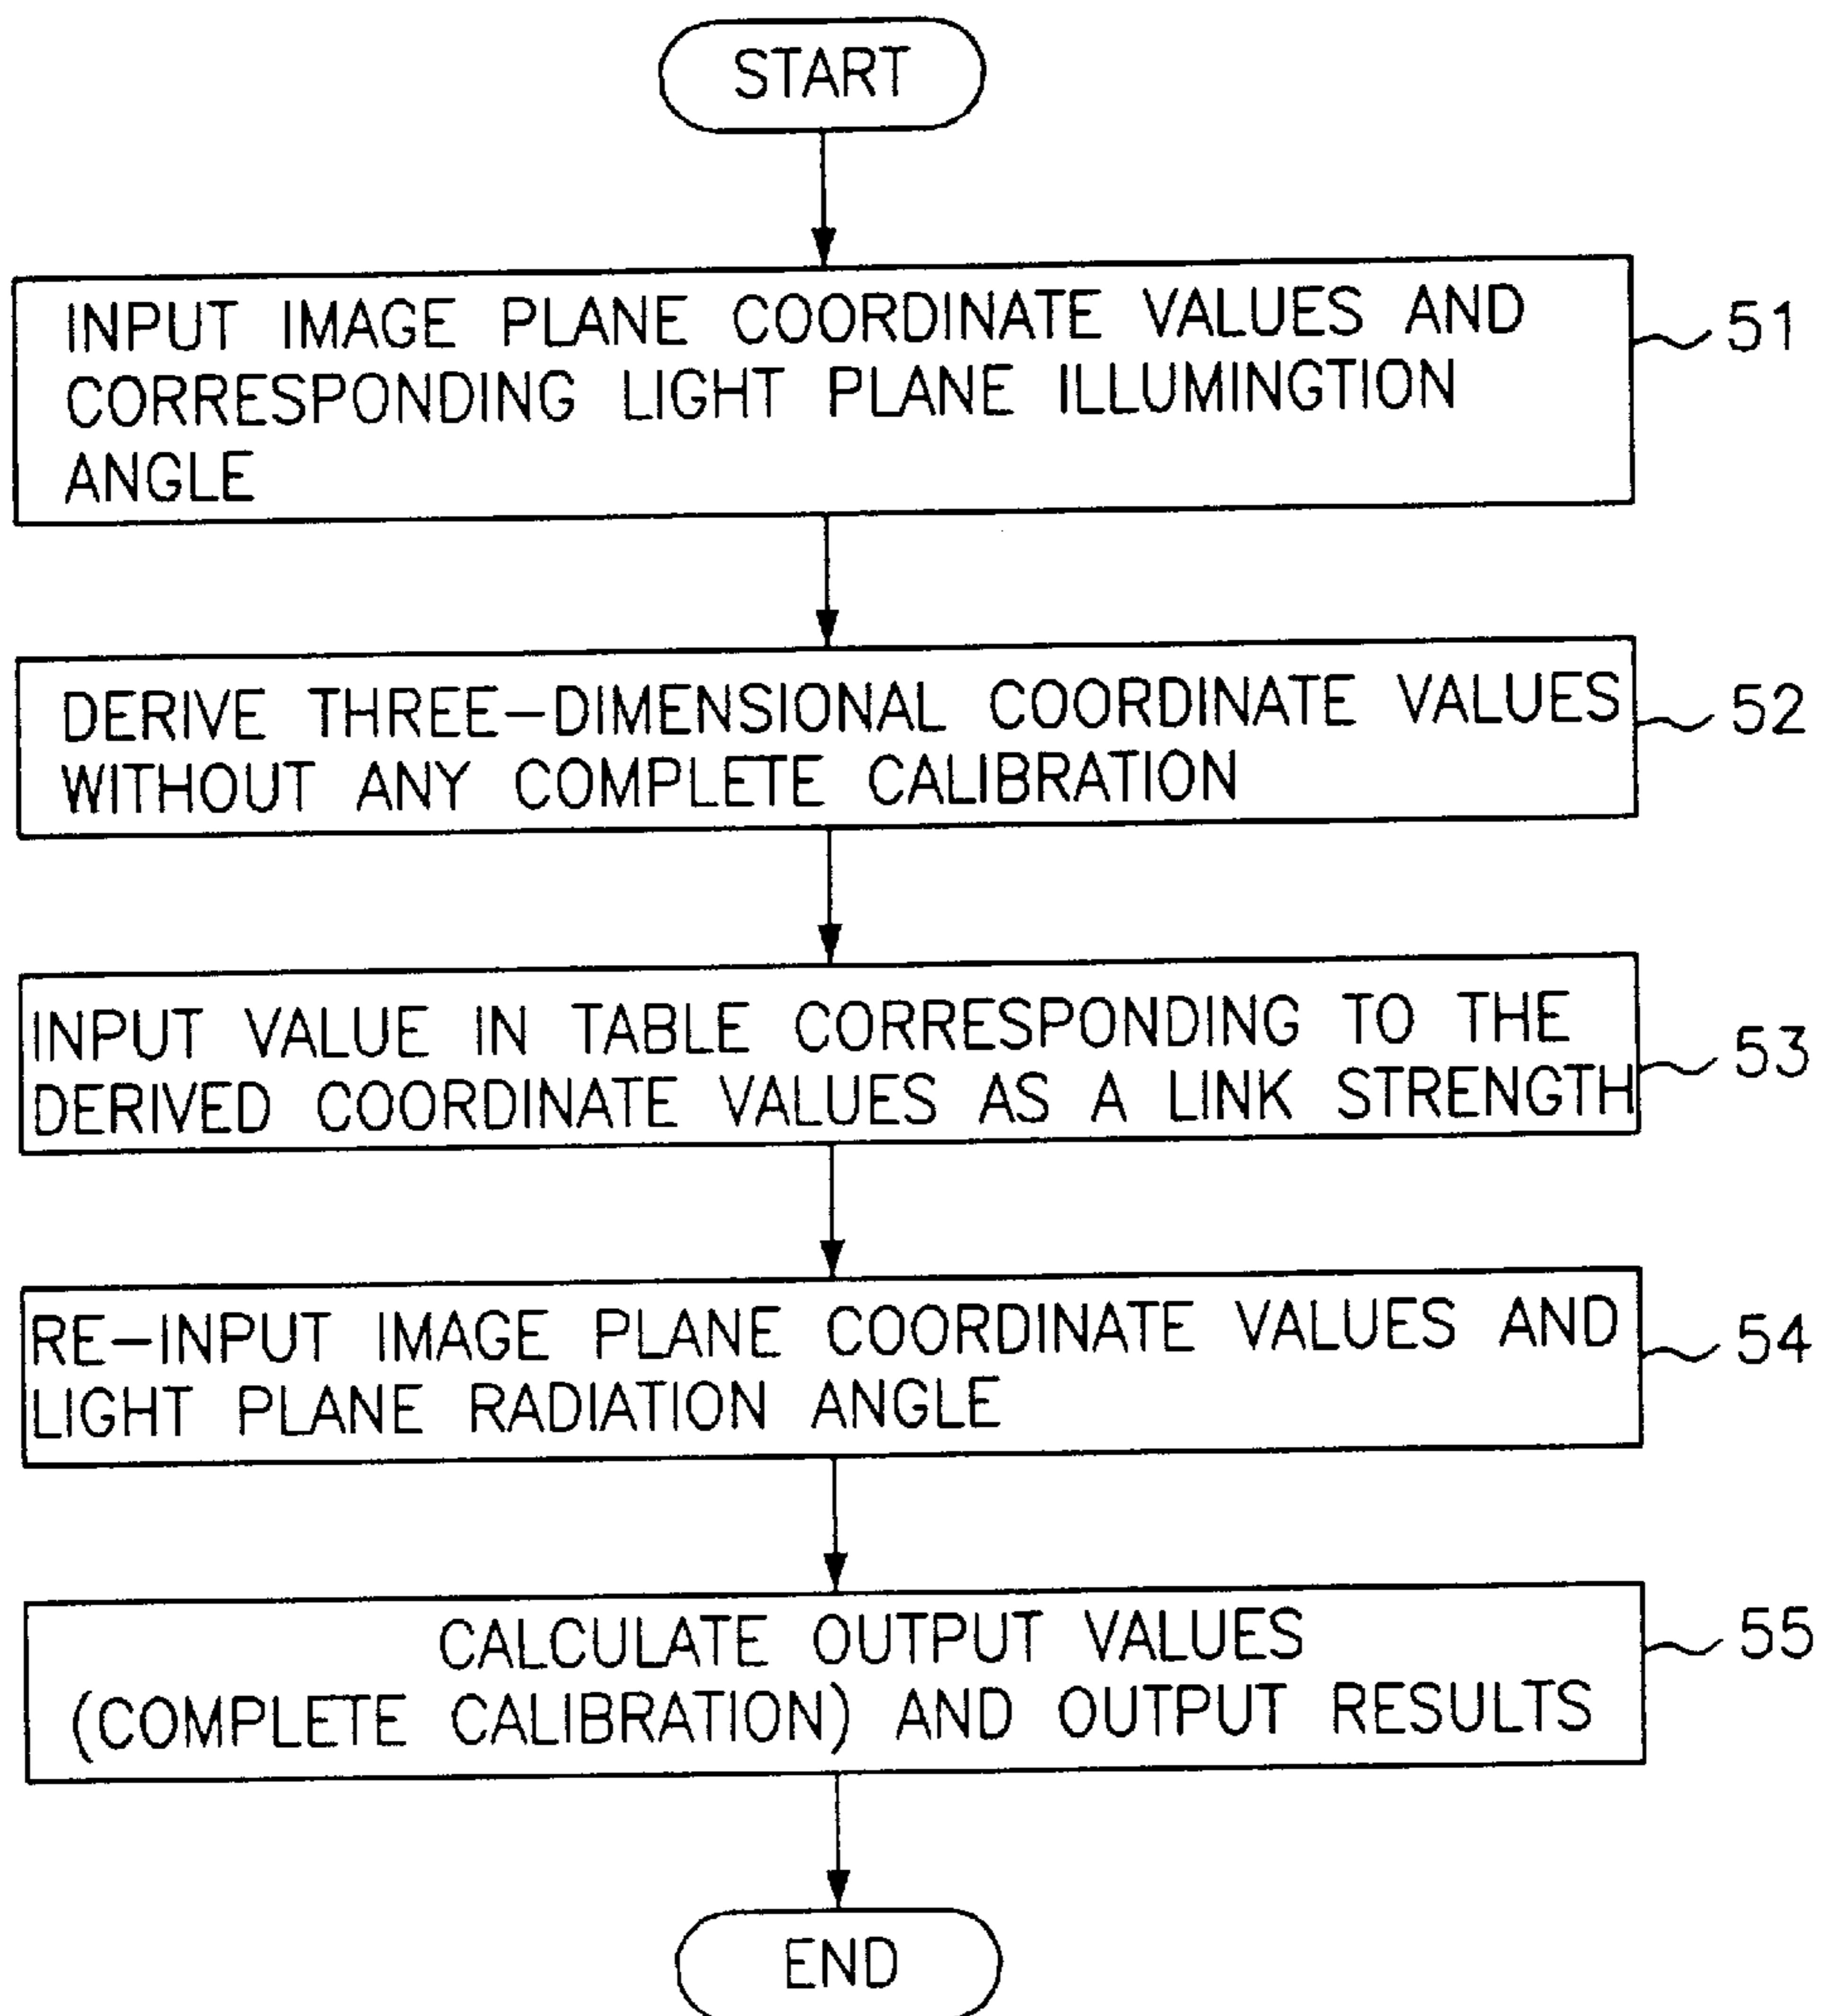 START
INPUT IMAGE PLANE COORDINATE VALUES AND
CORRESPONDING LIGHT PLANE ILLUMINGTION
ANGLE
51
DERIVE THREE-DIMENSIONAL COORDINATE VALUES
WITHOUT ANY COMPLETE CALIBRATION
52
INPUT VALUE IN TABLE CORRESPONDING TO THE
DERIVED COORDINATE VALUES AS A LINK STRENGTH
53
RE-INPUT IMAGE PLANE COORDINATE VALUES AND
LIGHT PLANE RADIATION ANGLE
54
CALCULATE OUTPUT VALUES
(COMPLETE CALIBRATION) AND OUTPUT RESULTS
55
END